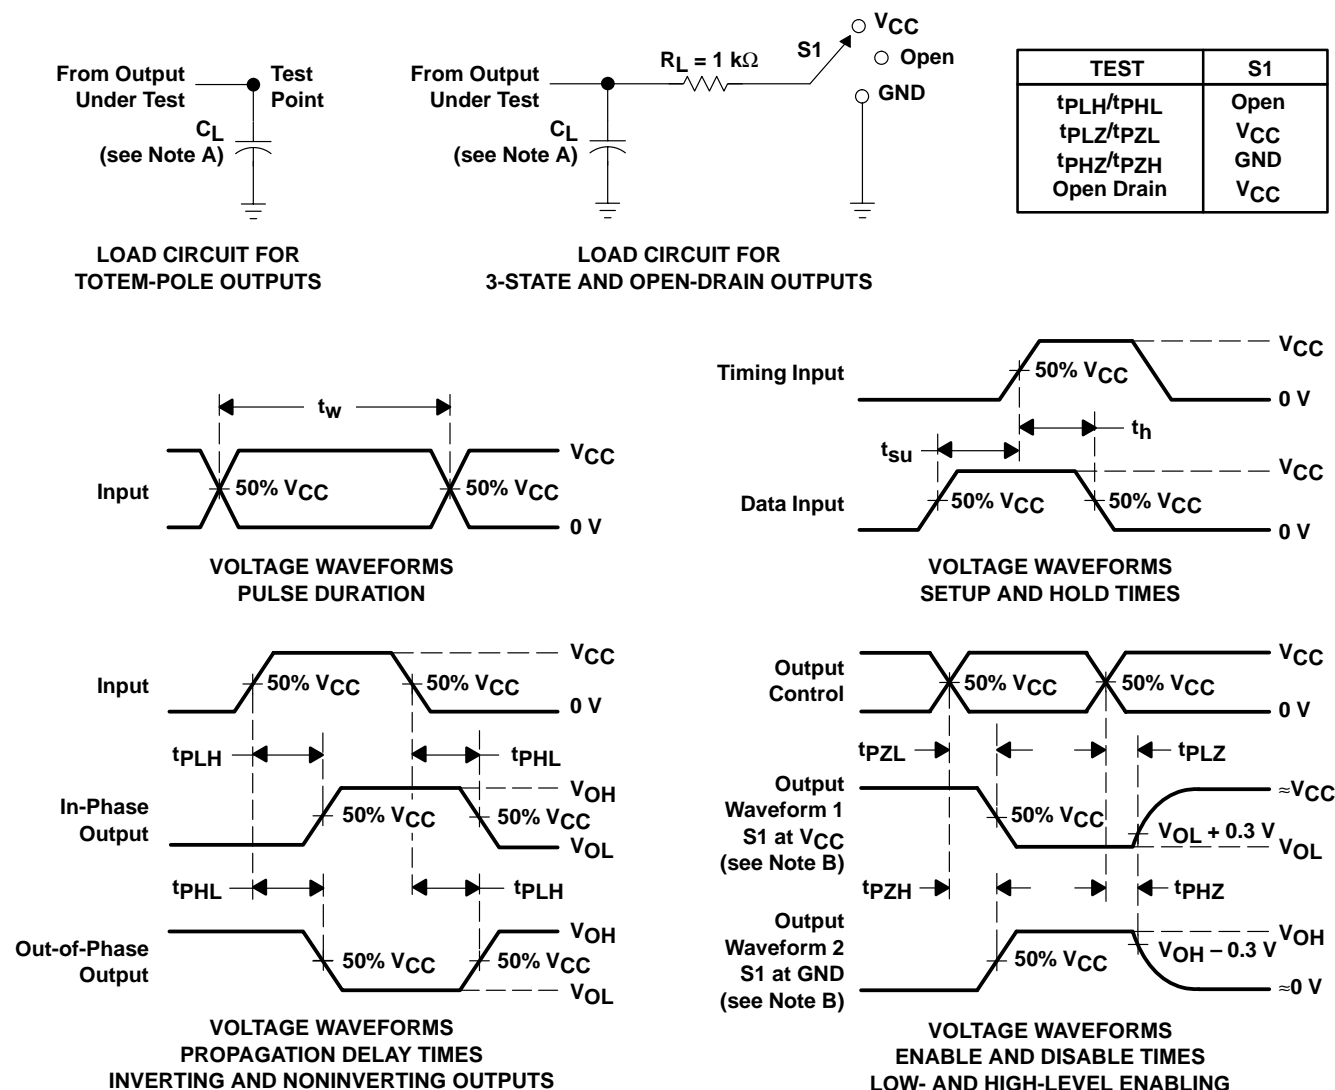 From Output
Under Test
Test
Point
CL
(see Note A)
LOAD CIRCUIT FOR
TOTEM-POLE OUTPUTS
From Output
Under Test
RL = 1 kΩ
S1
VCC
Open
GND
CL
(see Note A)
LOAD CIRCUIT FOR
3-STATE AND OPEN-DRAIN OUTPUTS
TEST S1
tPLH/tPHL Open
tPLZ/tPZL VCC
tPHZ/tPZH GND
Open Drain VCC
tw
Input
50% VCC
50% VCC
VCC
0 V
VOLTAGE WAVEFORMS
PULSE DURATION
Timing Input
50% VCC
VCC
0 V
tsu
th
Data Input
50% VCC
50% VCC
VCC
0 V
VOLTAGE WAVEFORMS
SETUP AND HOLD TIMES
Input
50% VCC
50% VCC
VCC
0 V
tPLH
tPHL
In-Phase
Output
50% VCC
50% VCC
VOH
VOL
tPHL
tPLH
Out-of-Phase
Output
50% VCC
50% VCC
VOH
VOL
VOLTAGE WAVEFORMS
PROPAGATION DELAY TIMES
INVERTING AND NONINVERTING OUTPUTS
Output
Control
50% VCC
50% VCC
VCC
0 V
tPZL
tPLZ
Output
Waveform 1
S1 at VCC
(see Note B)
50% VCC
VOL + 0.3 V
≈VCC
VOL
tPZH
tPHZ
Output
Waveform 2
S1 at GND
(see Note B)
50% VCC
VOH − 0.3 V
VOH
≈0 V
VOLTAGE WAVEFORMS
ENABLE AND DISABLE TIMES
LOW- AND HIGH-LEVEL ENABLING